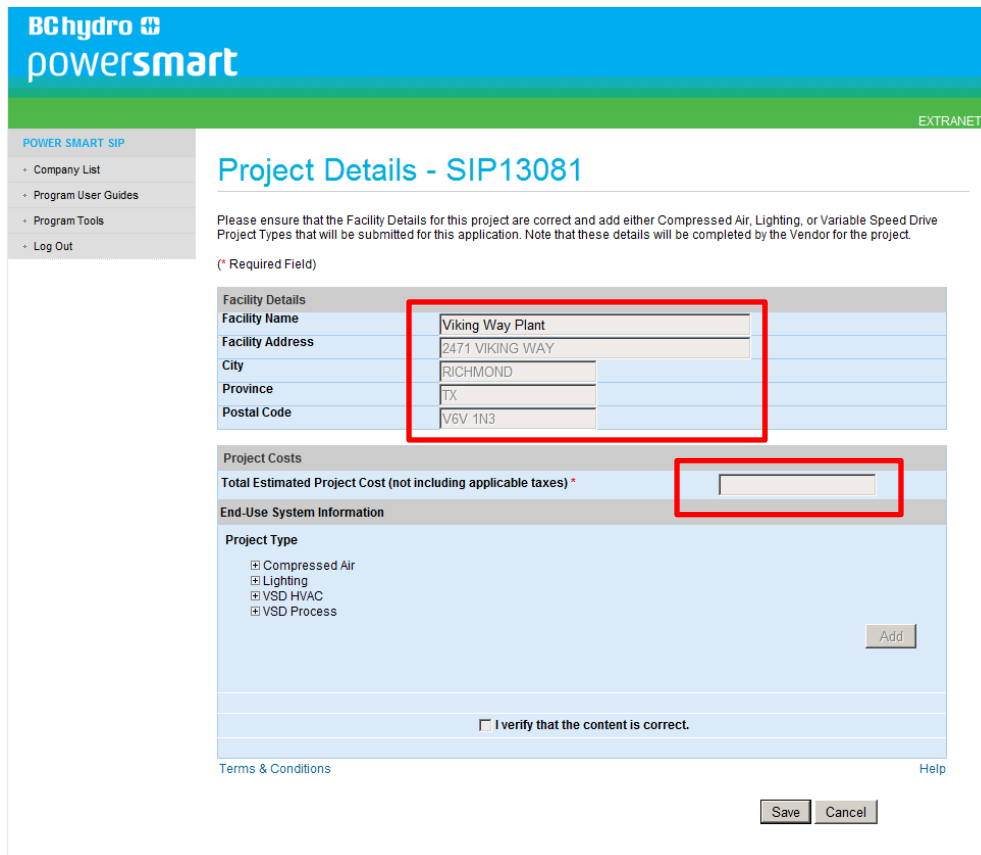 BChydro
powersmart
EXTRANET
POWER SMART SIP
Company List
Program User Guides
Program Tools
Log Out
Project Details - SIP13081
Please ensure that the Facility Details for this project are correct and add either Compressed Air, Lighting, or Variable Speed Drive
Project Types that will be submitted for this application. Note that these details will be completed by the Vendor for the project.
(* Required Field)
Facility Details
Facility Name
Viking Way Plant
Facility Address
2471 VIKING WAY
City
RICHMOND
Province
TX
Postal Code
V6V 1N3
Project Costs
Total Estimated Project Cost (not including applicable taxes) *
End-Use System Information
Project Type
Compressed Air
Lighting
VSD HVAC
VSD Process
Add
I verify that the content is correct.
Terms & Conditions
Help
Save
Cancel